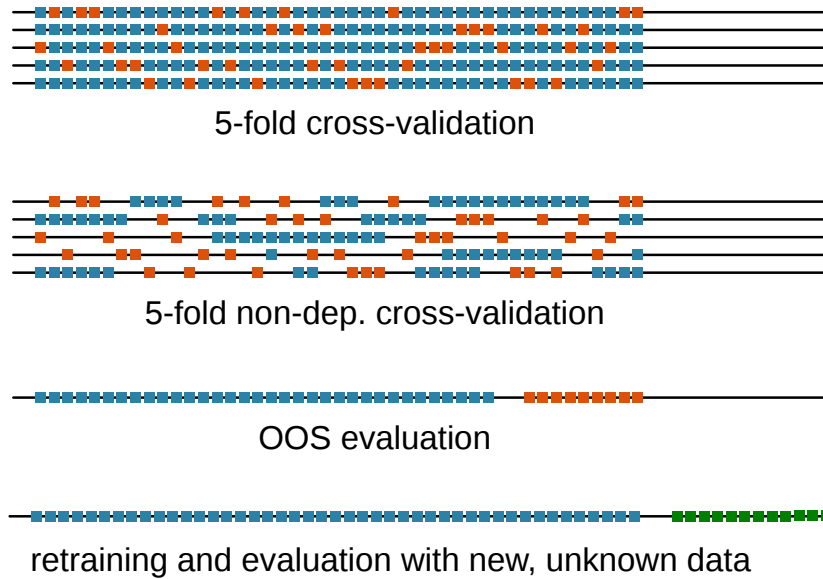 5-fold cross-validation
5-fold non-dep. cross-validation
OOS evaluation
retraining and evaluation with new, unknown data